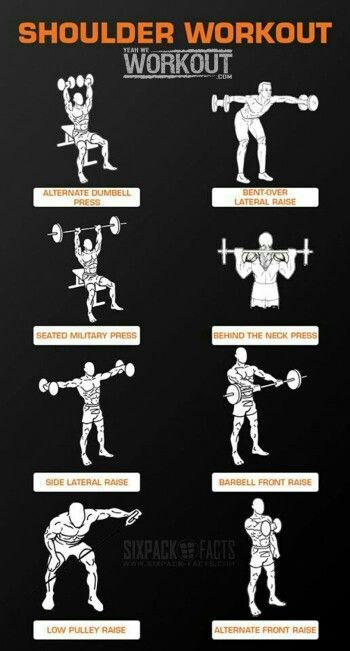 SHOULDER WORKOUT
YEAH WE
WORKOUT
.COM
ALTERNATE DUMBELL
PRESS
BENT-OVER
LATERAL RAISE
SEATED MILITARY PRESS
BEHIND THE NECK PRESS
SIDE LATERAL RAISE
BARBELL FRONT RAISE
SIXPACK FACTS
WWW.SIXPACK-FACTS.COM
LOW PULLEY RAISE
ALTERNATE FRONT RAISE